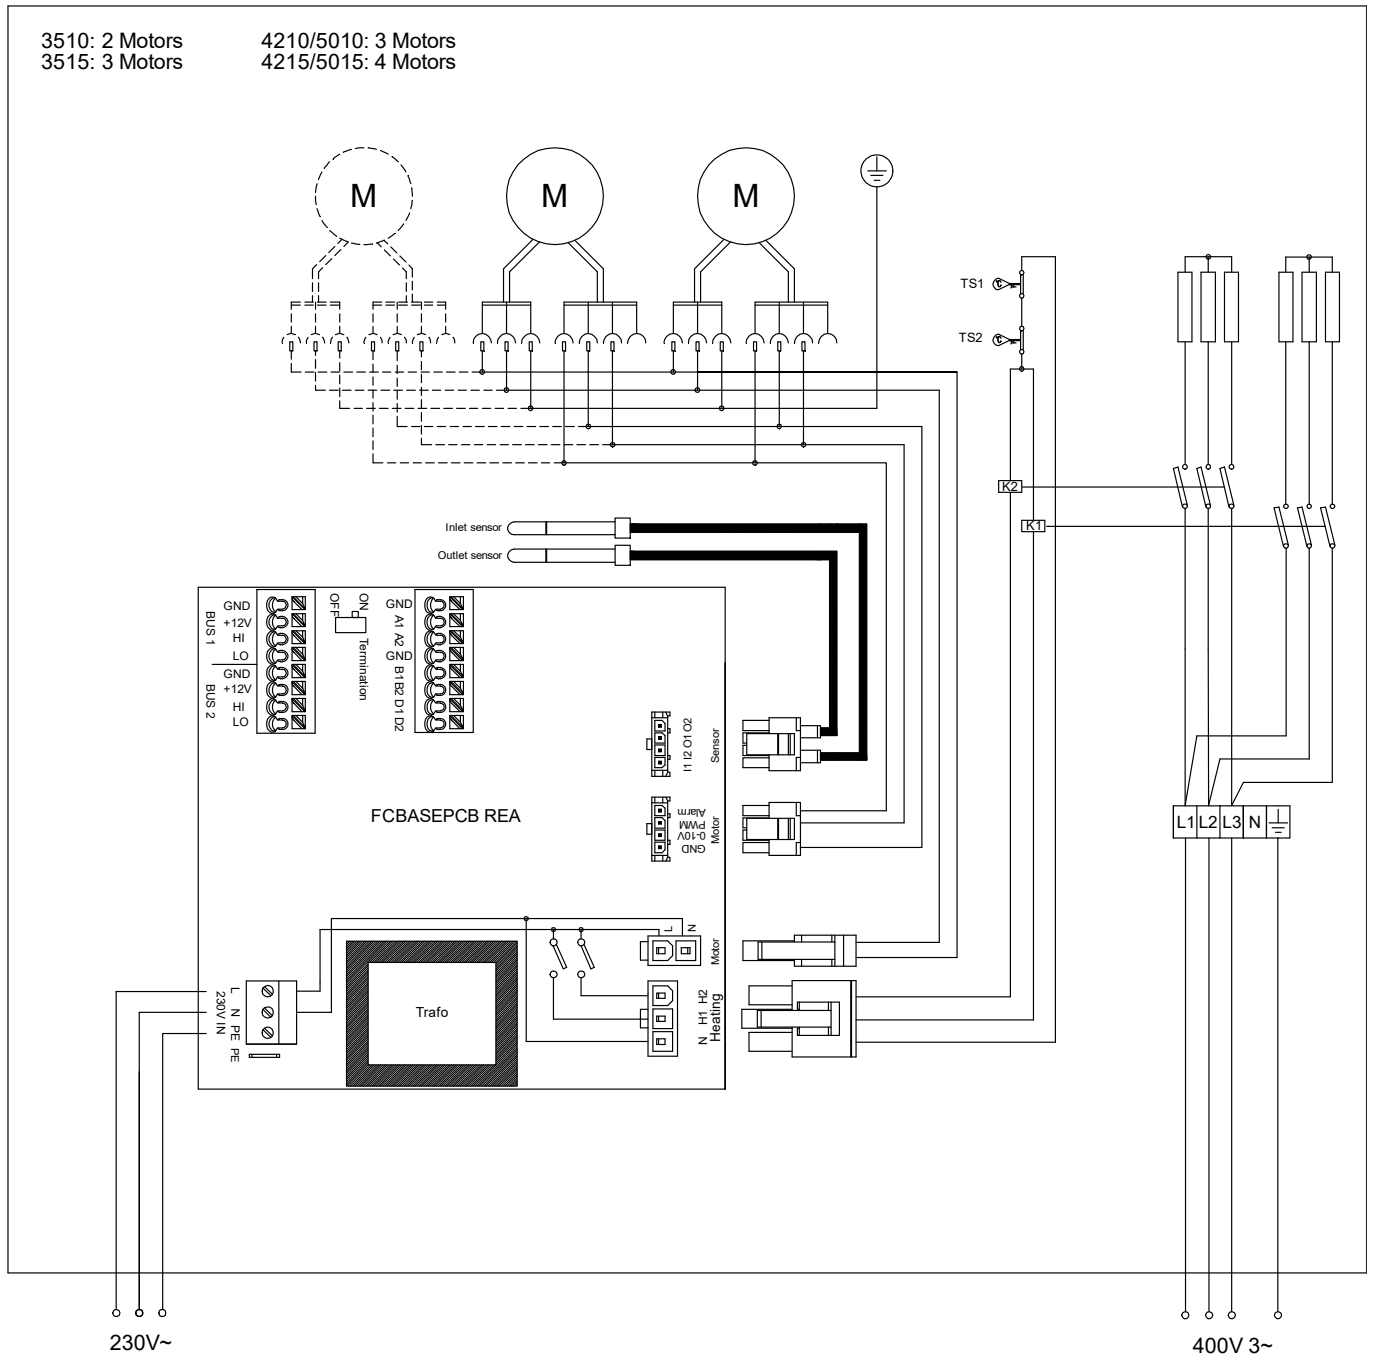 3510: 2 Motors
3515: 3 Motors
4210/5010: 3 Motors
4215/5015: 4 Motors
M
M
M
TS1
TS2
K2
K1
Inlet sensor
Outlet sensor
BUS 1
GND
+12V
HI
LO
BUS 2
GND
+12V
HI
LO
ON
OFF
Termination
GND
A1
A2
GND
B1
B2
D1
D2
I1 I2 O1 O2
Sensor
FCBASEPCB REA
Alarm
PWM
0-10V
GND
Motor
L1
L2
L3
N
L
N
Motor
Trafo
N H1 H2
Heating
L
N
PE
230V IN
PE
230V~
400V 3~